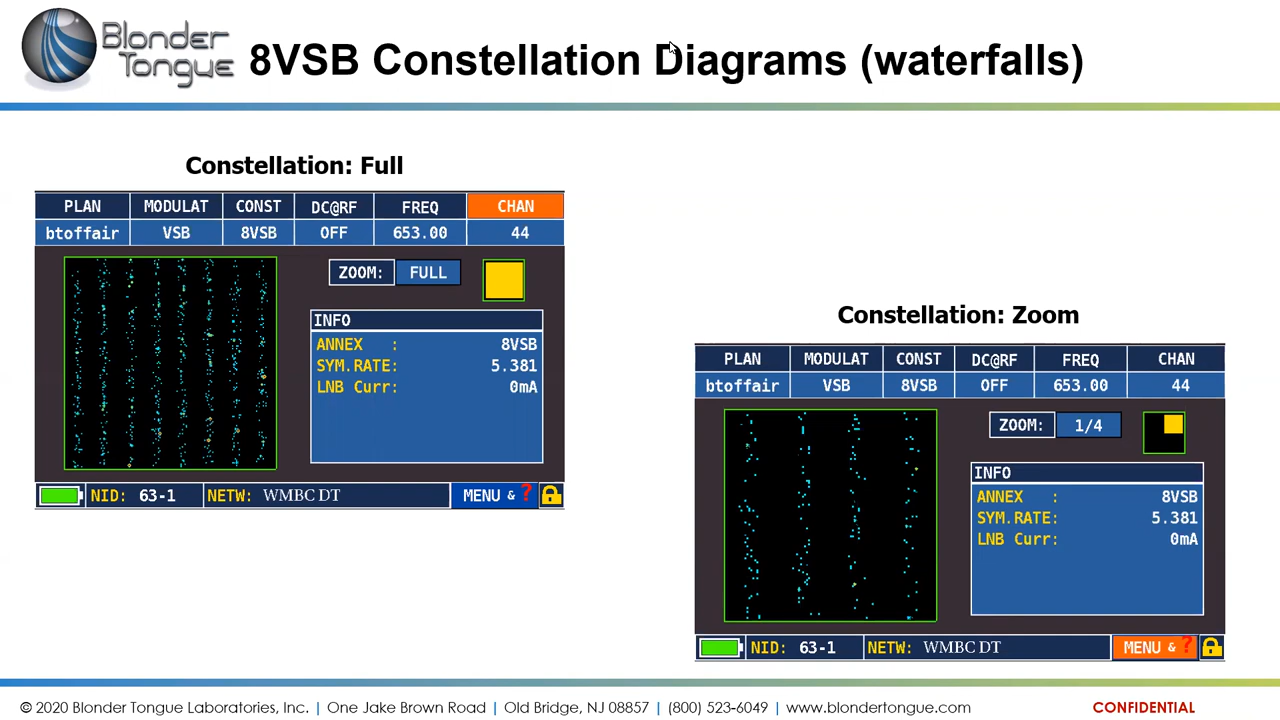 Blonder
Tongue
8VSB Constellation Diagrams (waterfalls)
Constellation: Full
PLAN MODULAT CONST DC@RF FREQ CHAN
btoffair VSB 8VSB OFF 653.00 44
ZOOM: FULL
INFO
ANNEX : 8VSB
SYM.RATE: 5.381
LNB Curr: 0mA
NID: 63-1 NETW: WMBC DT MENU & ?
Constellation: Zoom
PLAN MODULAT CONST DC@RF FREQ CHAN
btoffair VSB 8VSB OFF 653.00 44
ZOOM: 1/4
INFO
ANNEX : 8VSB
SYM.RATE: 5.381
LNB Curr: 0mA
NID: 63-1 NETW: WMBC DT MENU & ?
© 2020 Blonder Tongue Laboratories, Inc. | One Jake Brown Road | Old Bridge, NJ 08857 | (800) 523-6049 | www.blondertongue.com CONFIDENTIAL